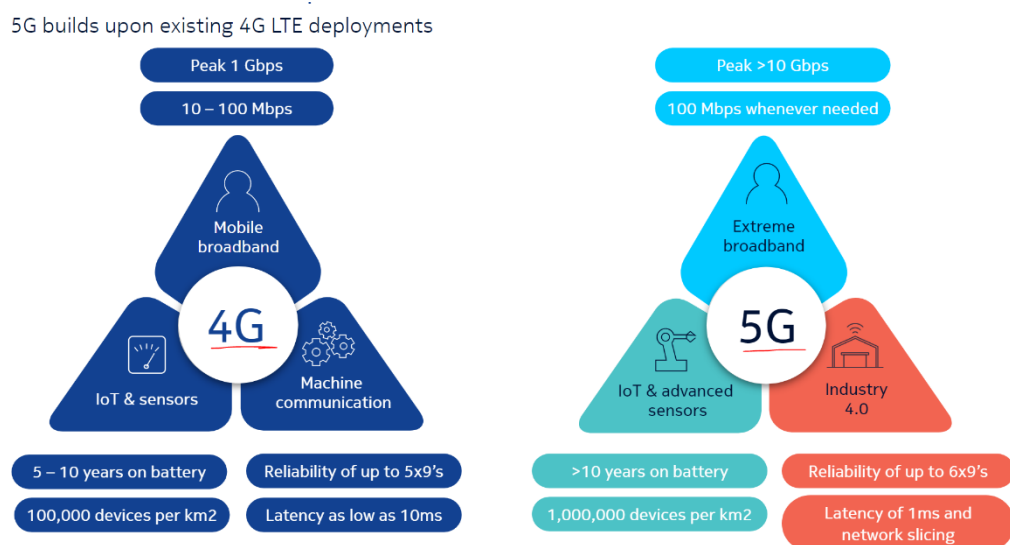 5G builds upon existing 4G LTE deployments
Peak 1 Gbps
10 – 100 Mbps
Mobile
broadband
4G
IoT & sensors
Machine
communication
5 – 10 years on battery
Reliability of up to 5x9's
100,000 devices per km2
Latency as low as 10ms
Peak >10 Gbps
100 Mbps whenever needed
Extreme
broadband
5G
IoT & advanced
sensors
Industry
4.0
>10 years on battery
Reliability of up to 6x9's
1,000,000 devices per km2
Latency of 1ms and
network slicing